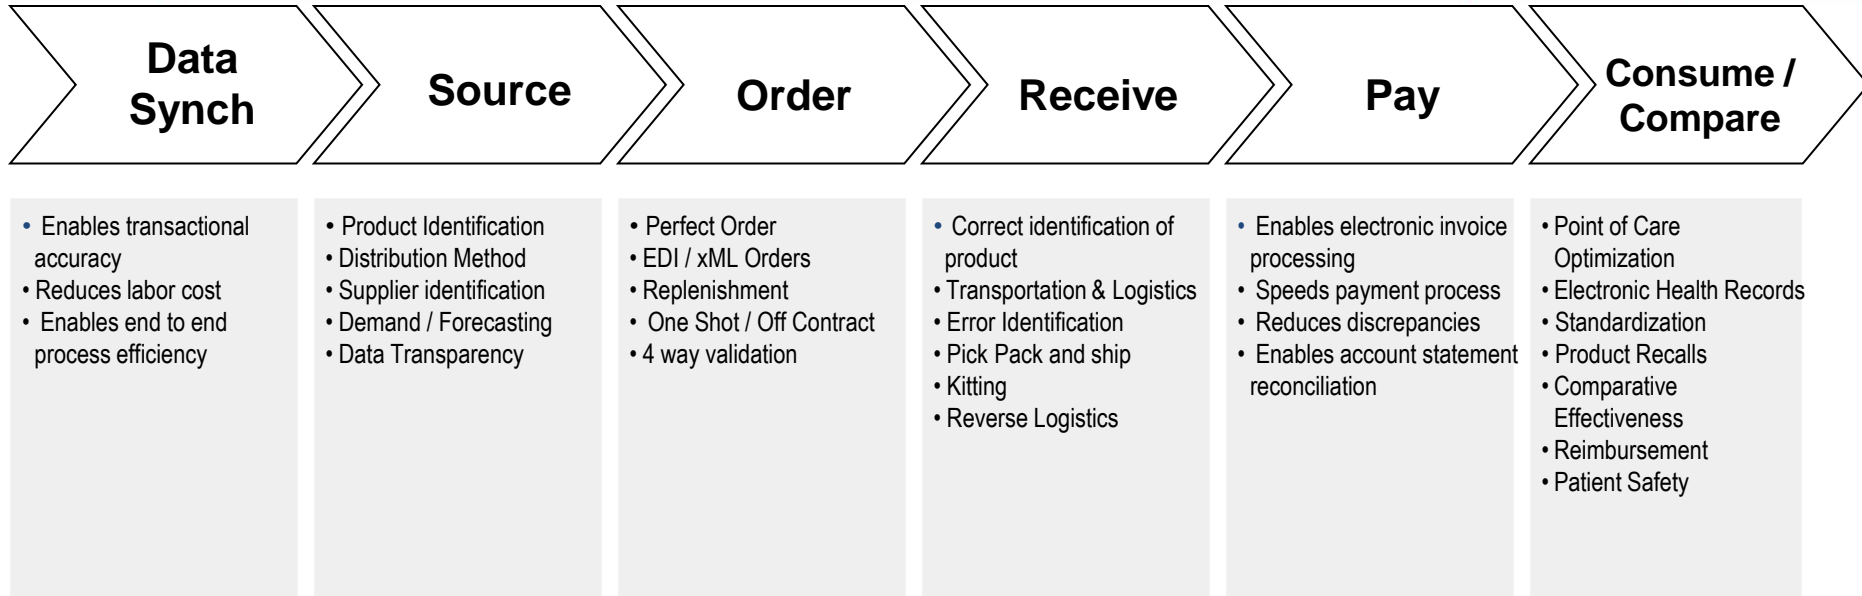 Data
Synch
Source
Order
Receive
Pay
Consume /
Compare
• Enables transactional
accuracy
• Reduces labor cost
• Enables end to end
process efficiency
• Product Identification
• Distribution Method
• Supplier identification
• Demand / Forecasting
• Data Transparency
• Perfect Order
• EDI / xML Orders
• Replenishment
• One Shot / Off Contract
• 4 way validation
• Correct identification of
product
• Transportation & Logistics
• Error Identification
• Pick Pack and ship
• Kitting
• Reverse Logistics
• Enables electronic invoice
processing
• Speeds payment process
• Reduces discrepancies
• Enables account statement
reconciliation
• Point of Care
Optimization
• Electronic Health Records
• Standardization
• Product Recalls
• Comparative
Effectiveness
• Reimbursement
• Patient Safety